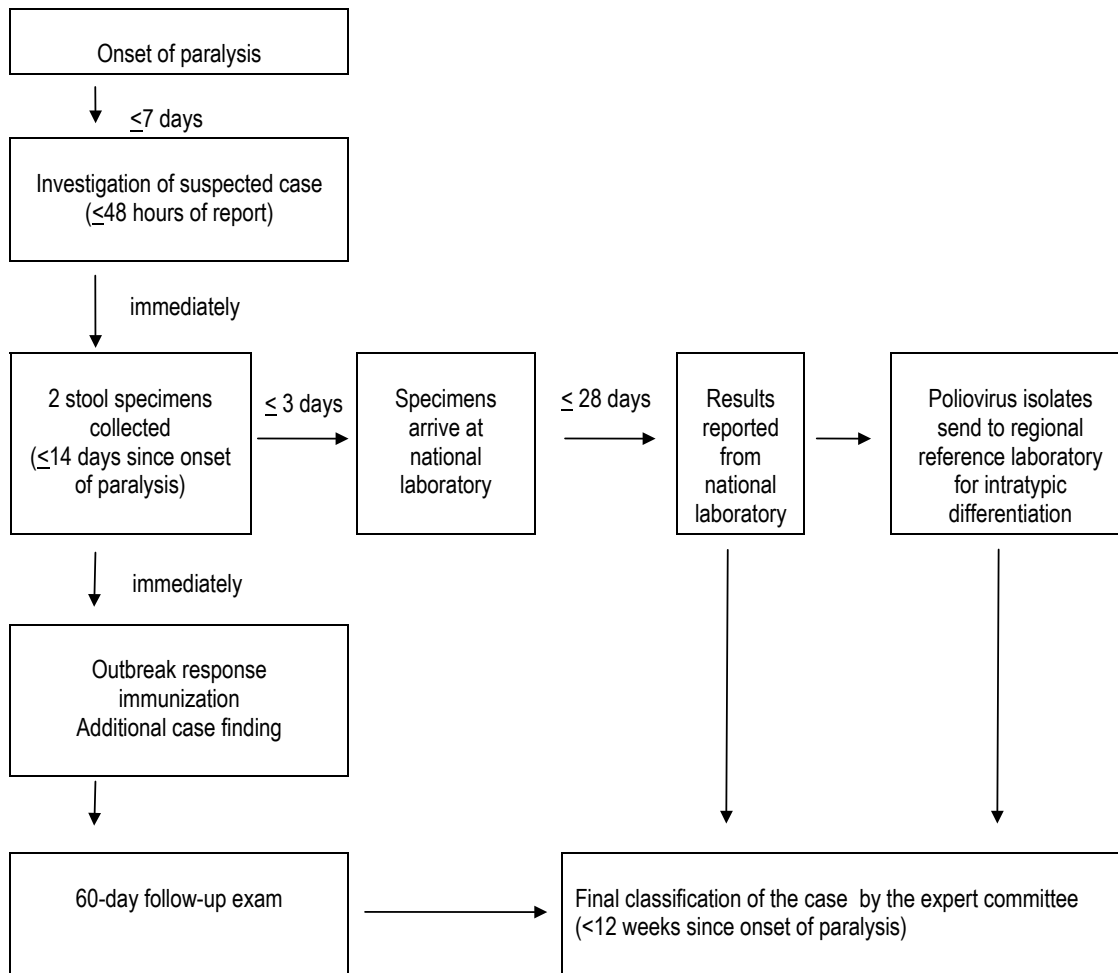 Onset of paralysis
≤7 days
Investigation of suspected case
(≤48 hours of report)
immediately
2 stool specimens
collected
(≤14 days since onset
of paralysis)
≤ 3 days
Specimens
arrive at
national
laboratory
≤ 28 days
Results
reported
from
national
laboratory
Poliovirus isolates
send to regional
reference laboratory
for intratypic
differentiation
immediately
Outbreak response
immunization
Additional case finding
60-day follow-up exam
Final classification of the case by the expert committee
(<12 weeks since onset of paralysis)